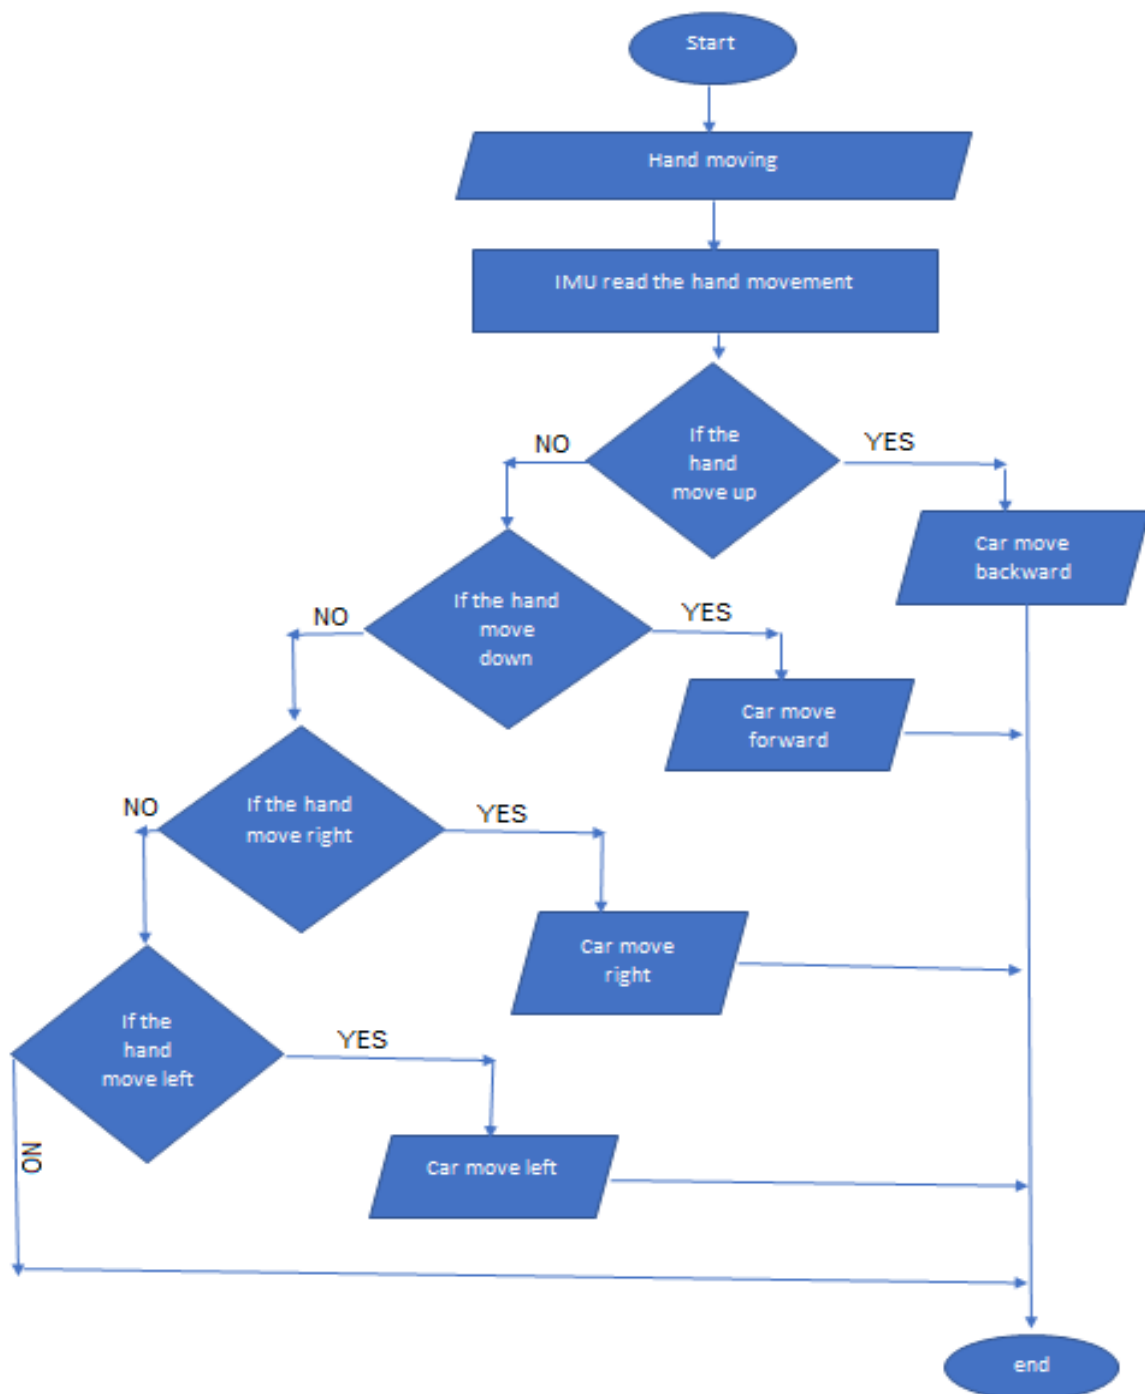 Start
Hand moving
IMU read the hand movement
If the
hand
move up
NO
YES
Car move
backward
If the hand
move
down
NO
YES
Car move
forward
If the hand
move right
NO
YES
Car move
right
If the
hand
move left
YES
NO
Car move left
end